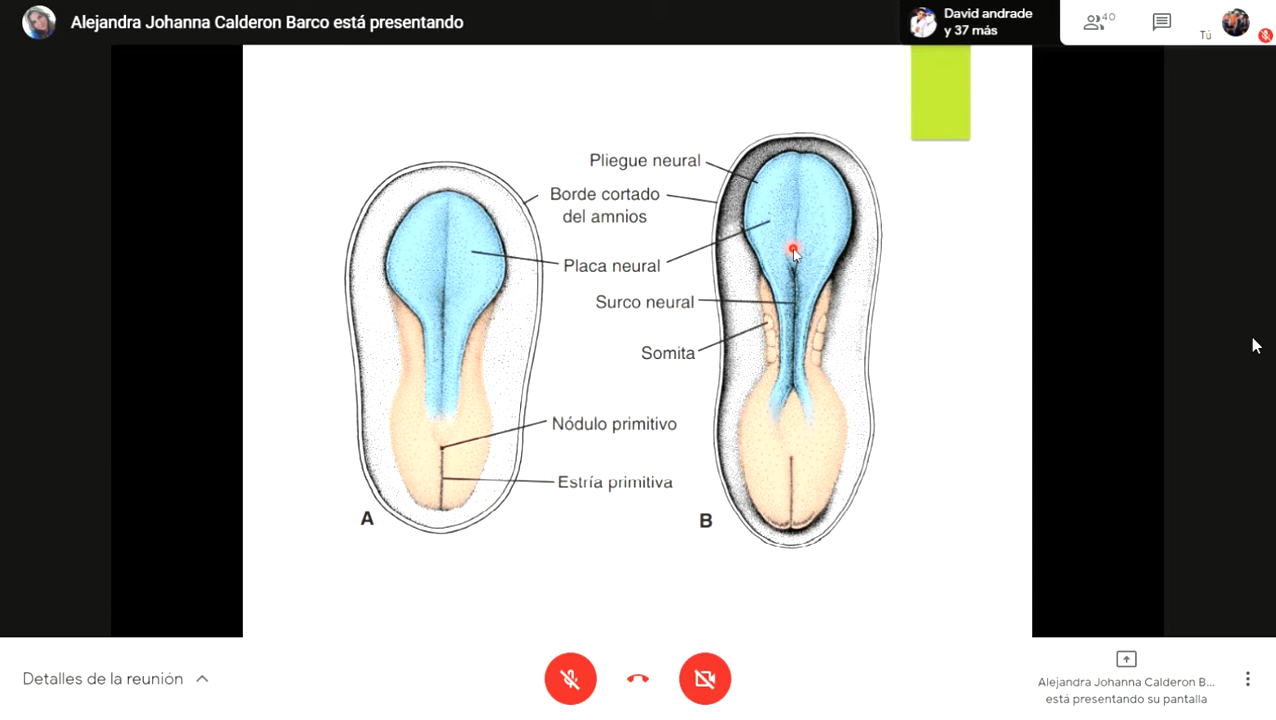 Alejandra Johanna Calderon Barco está presentando
David andrade
y 37 más
40
Tú
Pliegue neural
Borde cortado
del amnios
Placa neural
Surco neural
Somita
Nódulo primitivo
Estría primitiva
A
B
Detalles de la reunión
Alejandra Johanna Calderon B...
está presentando su pantalla